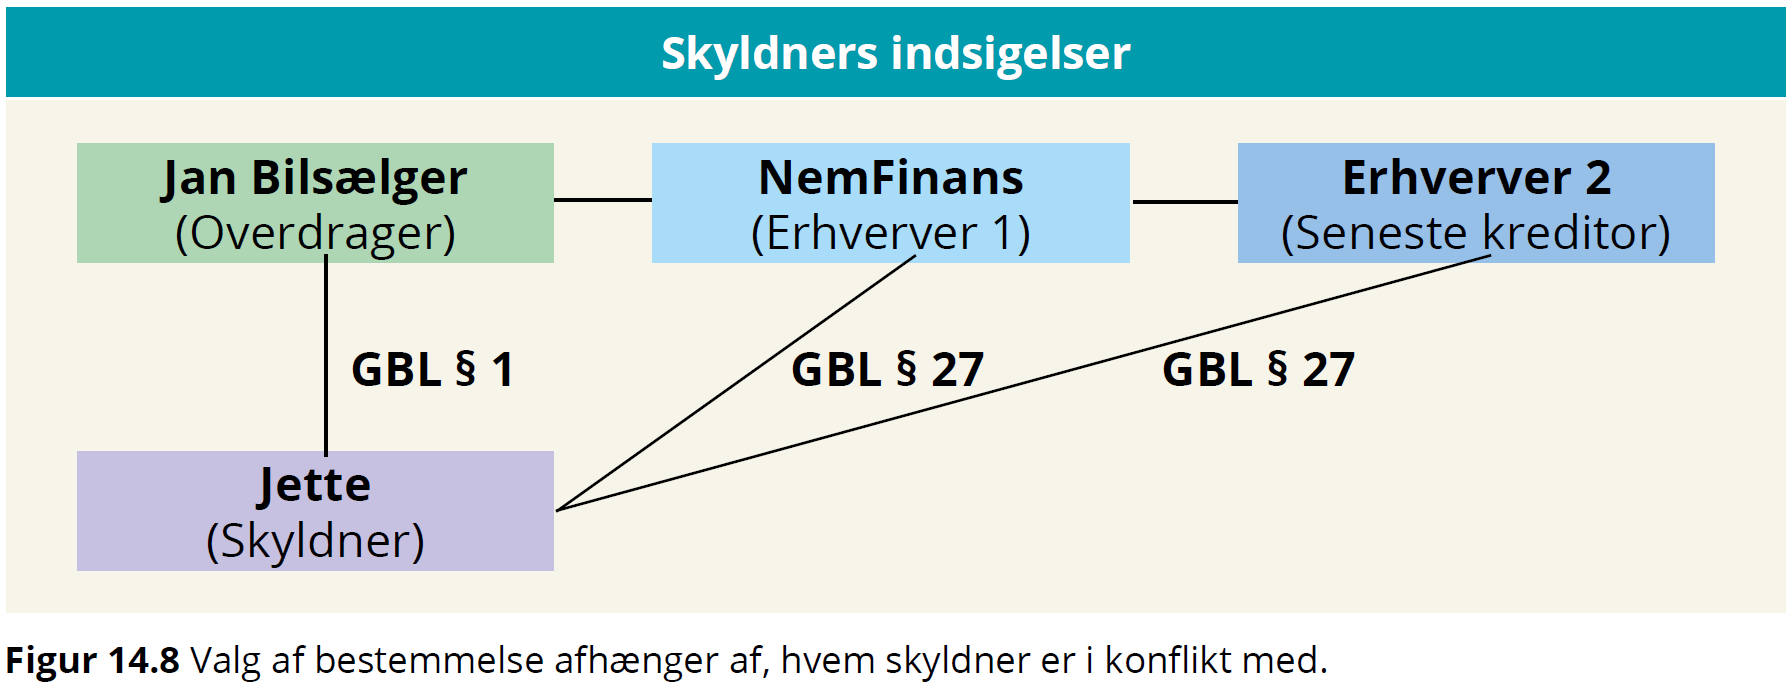 Skyldners indsigelser
Jan Bilsælger
(Overdrager)
NemFinans
(Erhverver 1)
Erhverver 2
(Seneste kreditor)
GBL § 1
GBL § 27
GBL § 27
Jette
(Skyldner)
Figur 14.8 Valg af bestemmelse afhænger af, hvem skyldner er i konflikt med.